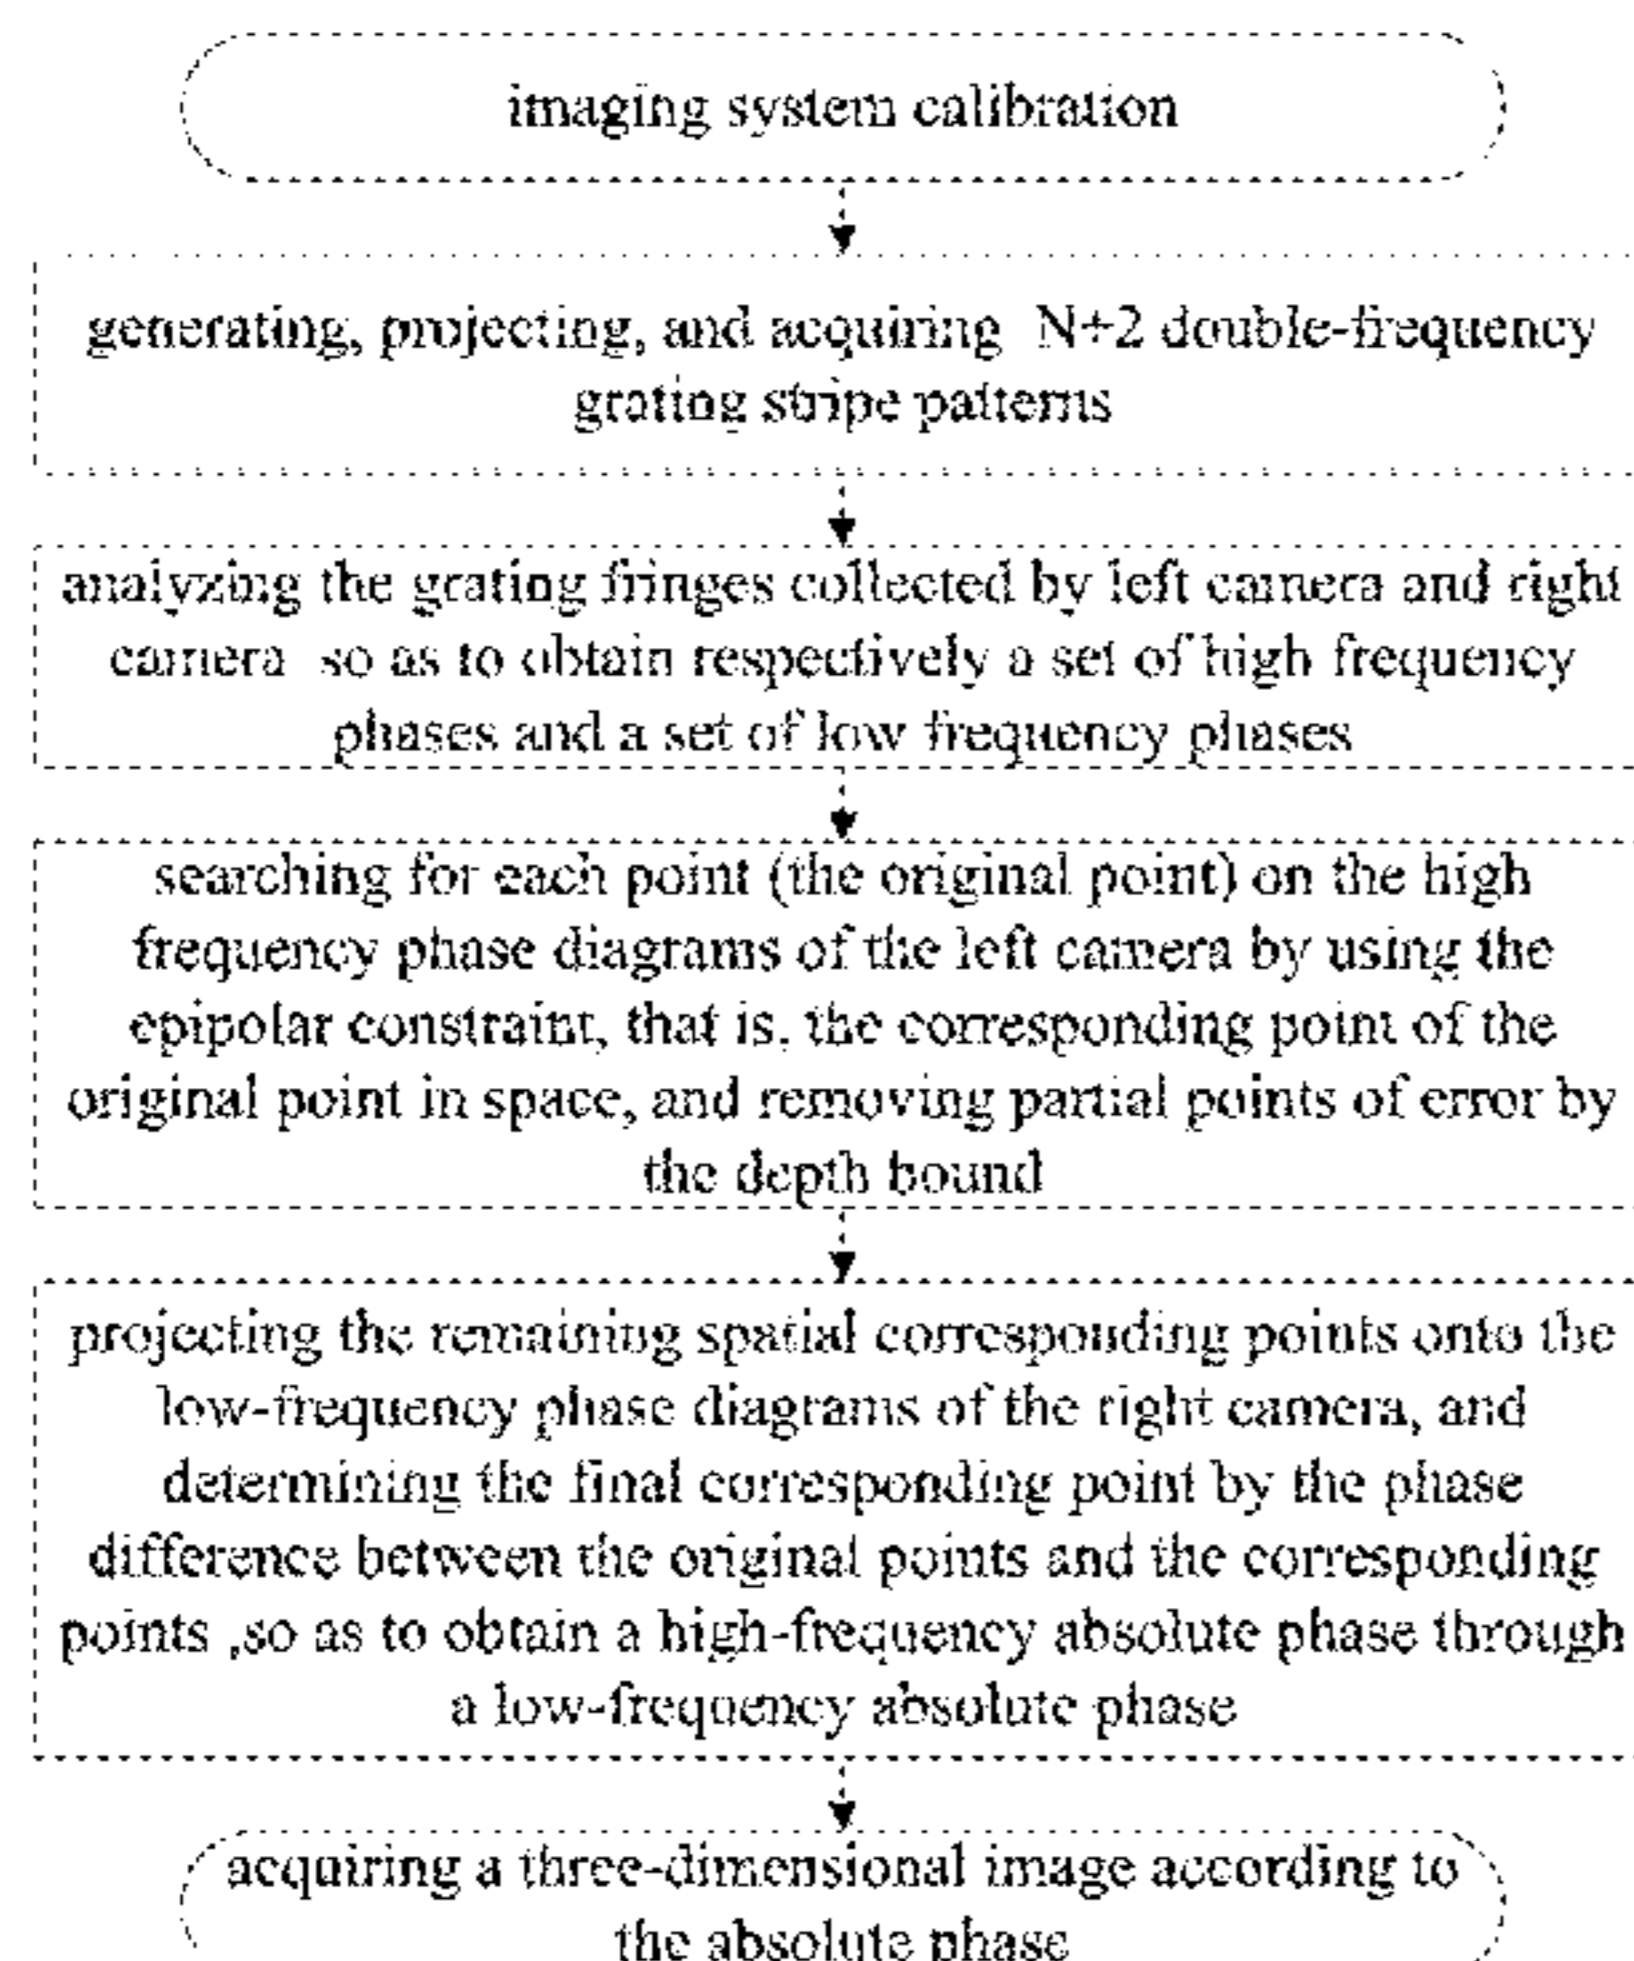 imaging system calibration
generating, projecting, and acquiring N+2 double-frequency
grating stripe patterns
analyzing the grating fringes collected by left camera and right
camera so as to obtain respectively a set of high frequency
phases and a set of low frequency phases
searching for each point (the original point) on the high
frequency phase diagrams of the left camera by using the
epipolar constraint, that is, the corresponding point of the
original point in space, and removing partial points of error by
the depth bound
projecting the remaining spatial corresponding points onto the
low-frequency phase diagrams of the right camera, and
determining the final corresponding point by the phase
difference between the original points and the corresponding
points ,so as to obtain a high-frequency absolute phase through
a low-frequency absolute phase
acquiring a three-dimensional image according to
the absolute phase